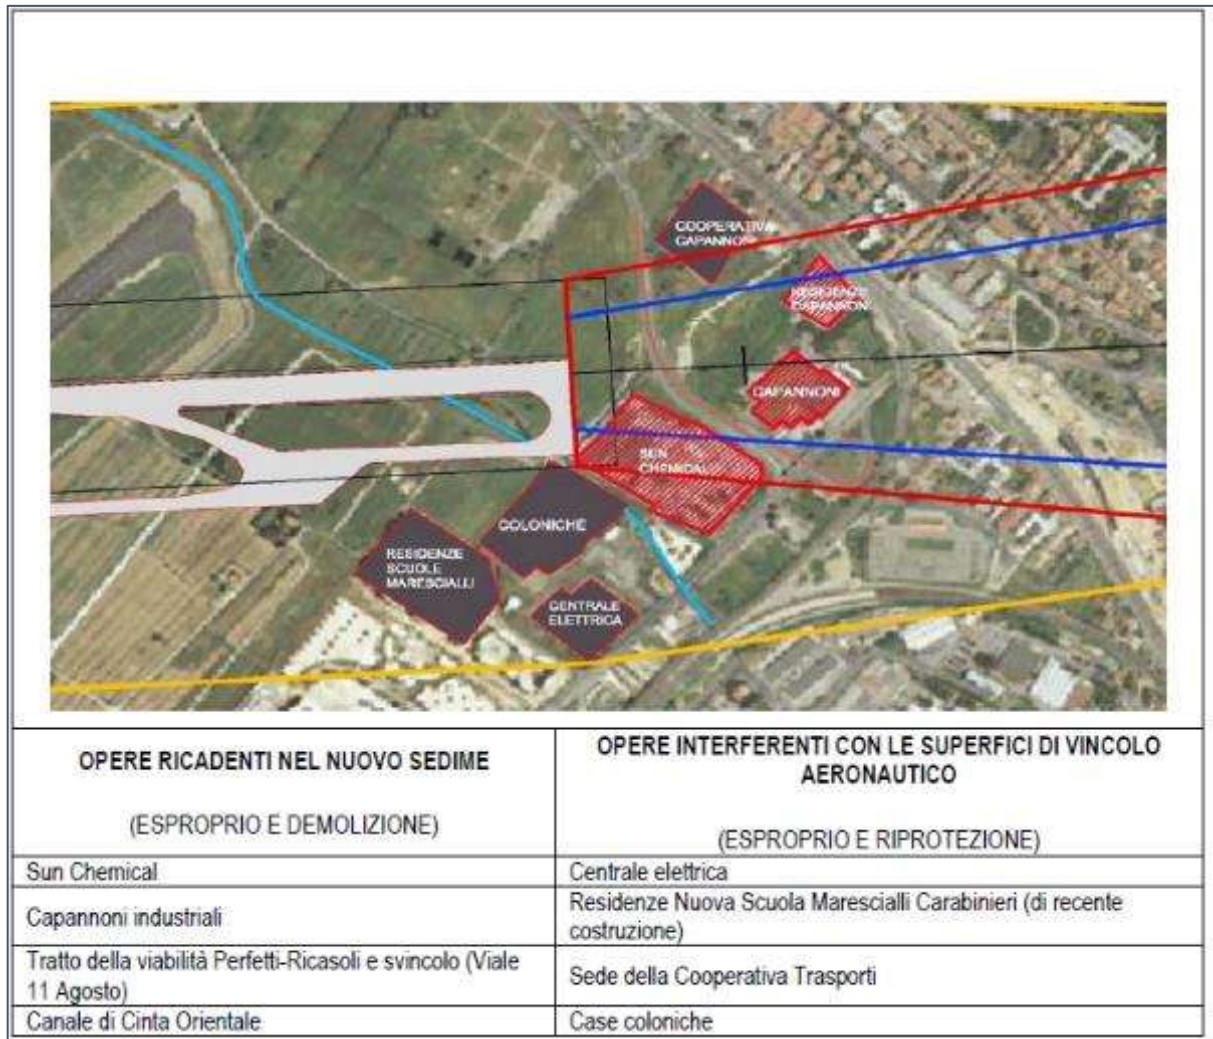 COOPERATIVA
CAPANNONI
RESIDENZE
CAPANNONI
CAPANNONI
SUN
CHEMICAL
COLONICHE
RESIDENZE
SCUOLE
MARESCIALLI
CENTRALE
ELETTRICA
OPERE RICADENTI NEL NUOVO SEDIME
(ESPROPRIO E DEMOLIZIONE)
OPERE INTERFERENTI CON LE SUPERFICI DI VINCOLO
AERONAUTICO
(ESPROPRIO E RIPROTEZIONE)
Sun Chemical
Centrale elettrica
Capannoni industriali
Residenze Nuova Scuola Marescialli Carabinieri (di recente
costruzione)
Tratto della viabilità Perfetti-Ricasoli e svincolo (Viale
11 Agosto)
Sede della Cooperativa Trasporti
Canale di Cinta Orientale
Case coloniche